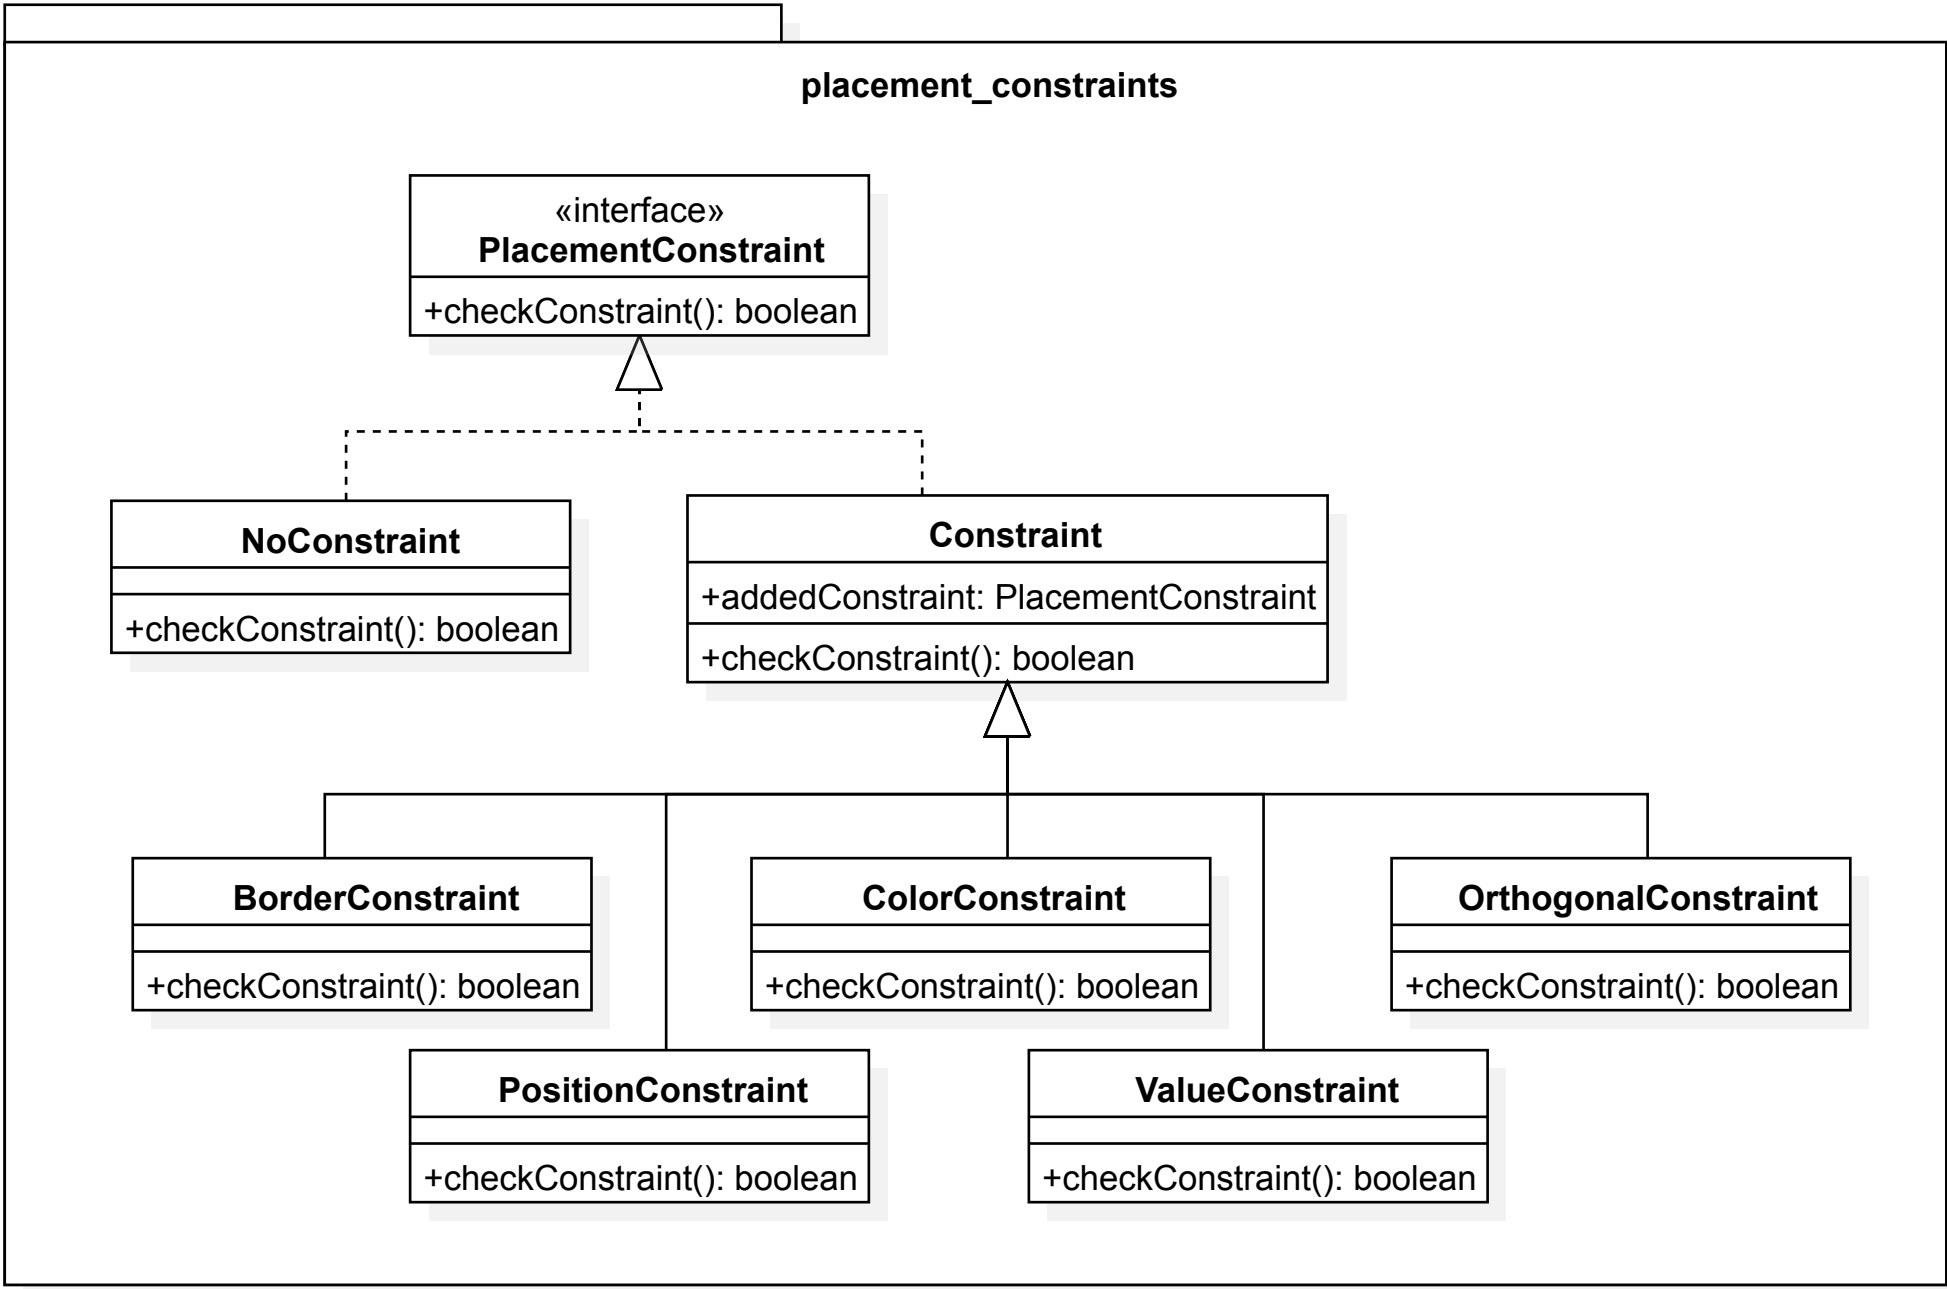 placement_constraints
«interface»
PlacementConstraint
+checkConstraint(): boolean
NoConstraint
+checkConstraint(): boolean
Constraint
+addedConstraint: PlacementConstraint
+checkConstraint(): boolean
BorderConstraint
+checkConstraint(): boolean
ColorConstraint
+checkConstraint(): boolean
OrthogonalConstraint
+checkConstraint(): boolean
PositionConstraint
+checkConstraint(): boolean
ValueConstraint
+checkConstraint(): boolean